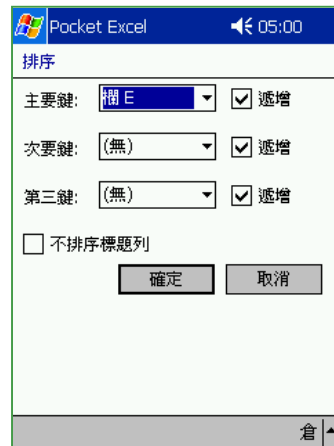 Pocket Excel 05:00
排序
主要鍵: 欄 E 遞增
次要鍵: (無) 遞增
第三鍵: (無) 遞增
不排序標題列
確定 取消
倉